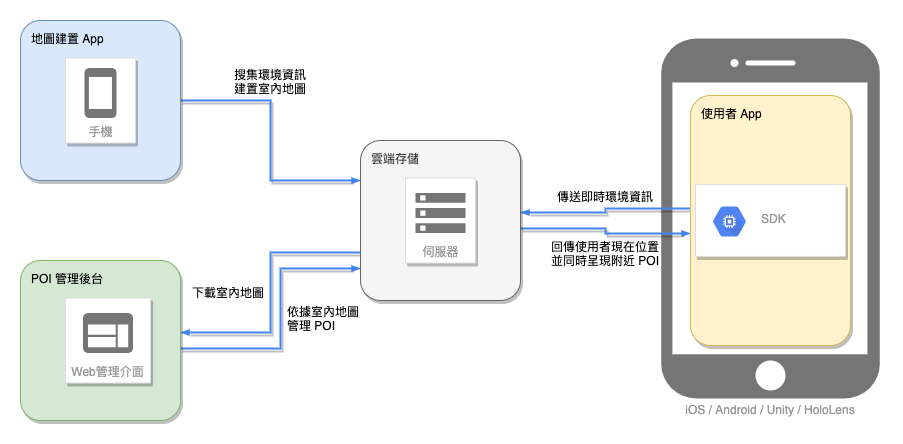 地圖建置 App
手機
搜集環境資訊
建置室內地圖
雲端存儲
伺服器
使用者 App
SDK
傳送即時環境資訊
回傳使用者現在位置
並同時呈現附近 POI
POI 管理後台
Web管理介面
下載室內地圖
依據室內地圖
管理 POI
iOS / Android / Unity / HoloLens